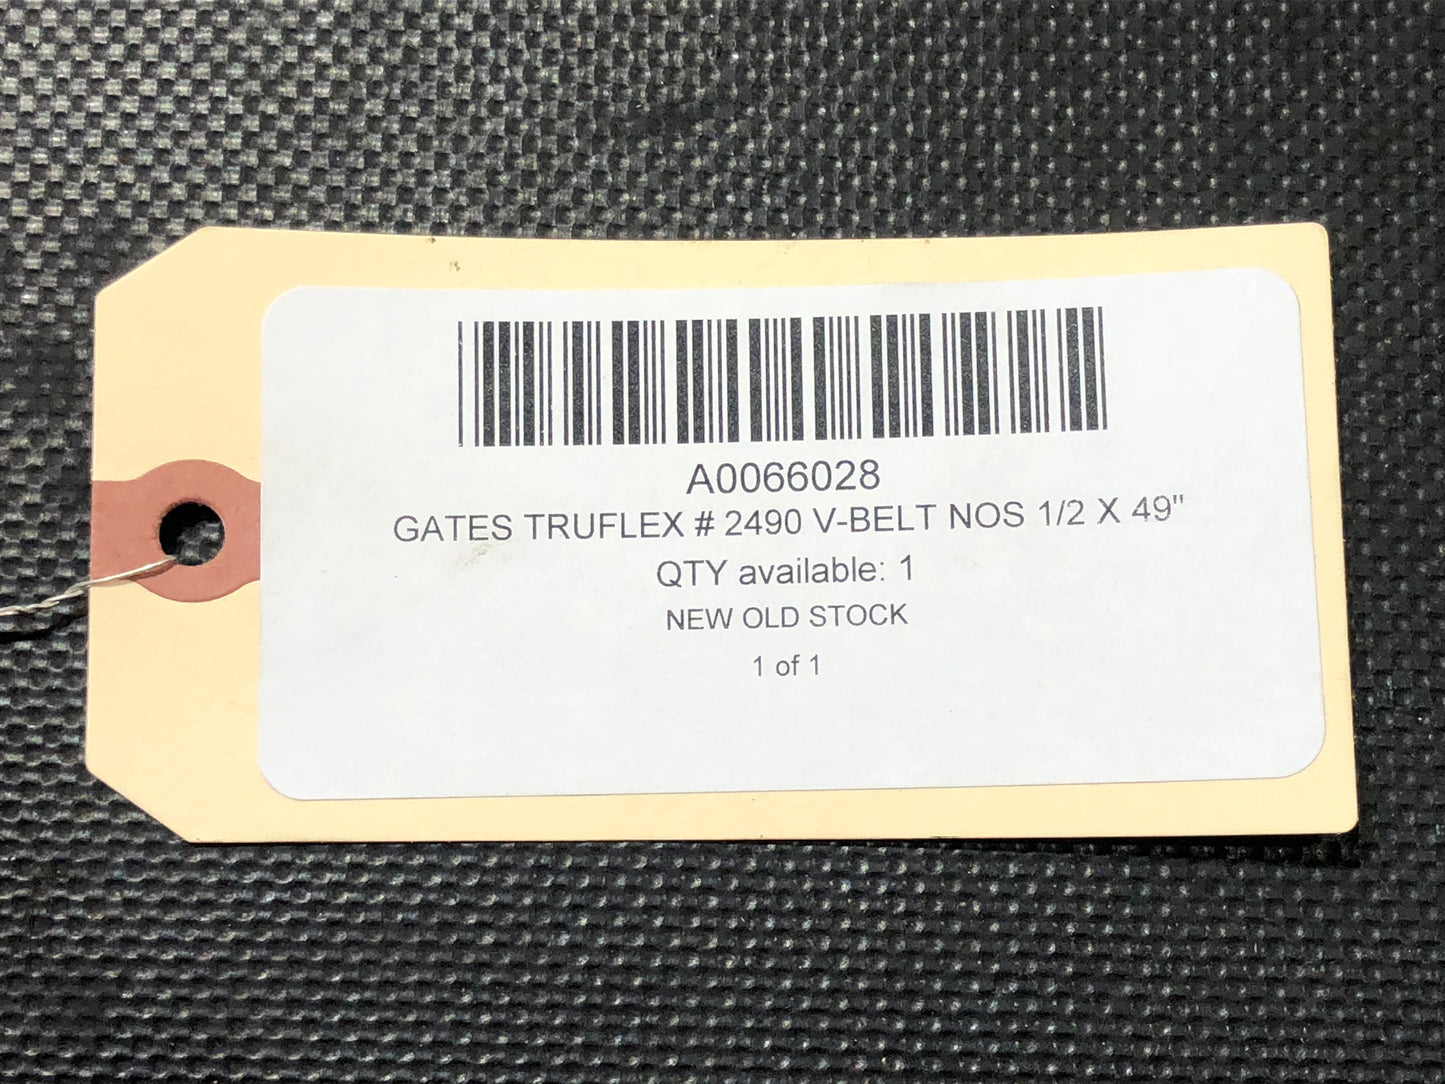 A0066028
GATES TRUFLEX # 2490 V-BELT NOS 1/2 X 49"
QTY available: 1
NEW OLD STOCK
1 of 1